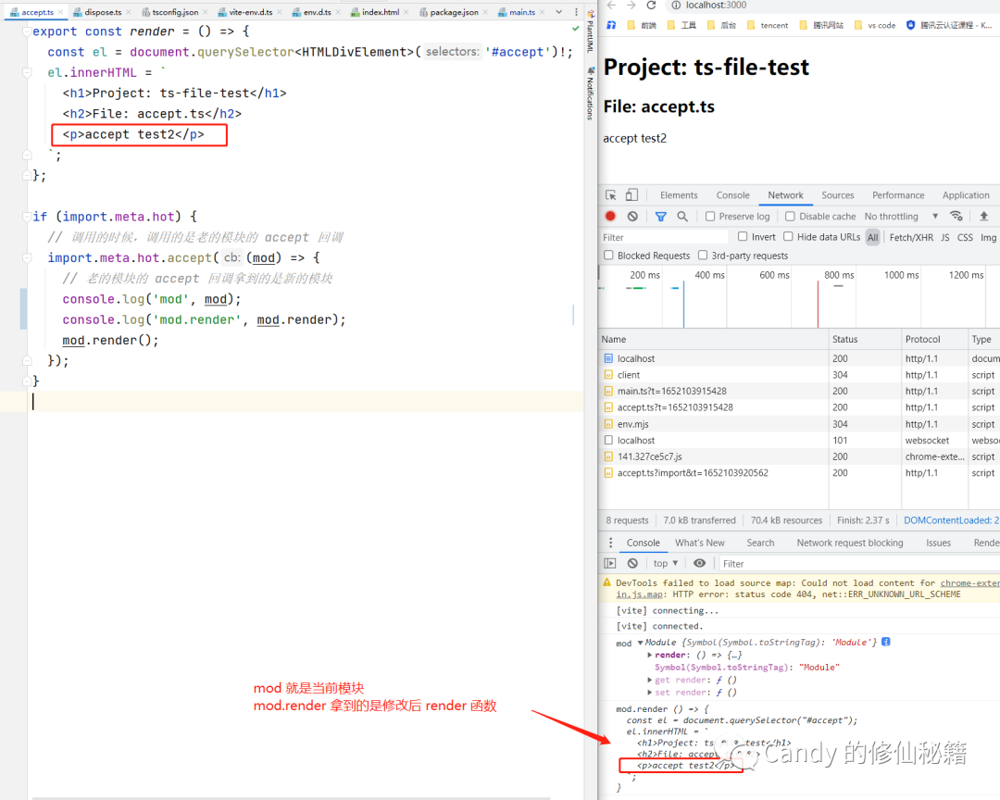 accept.ts dispose.ts tsconfig.json vite-env.d.ts env.d.ts index.html package.json main.ts
export const render = () => {
const el = document.querySelector<HTMLDivElement>( selectors: '#accept')!;
el.innerHTML = `
<h1>Project: ts-file-test</h1>
<h2>File: accept.ts</h2>
<p>accept test2</p>
`;
};
if (import.meta.hot) {
// 调用的时候，调用的是老的模块的 accept 回调
import.meta.hot.accept( cb: (mod) => {
// 老的模块的 accept 回调拿到的是新的模块
console.log('mod', mod);
console.log('mod.render', mod.render);
mod.render();
});
}
mod 就是当前模块
mod.render 拿到的是修改后 render 函数
PlantUML
Notifications
localhost:3000
前端 工具 后台 tencent 腾讯网站 vs code 腾讯云认证课程 - K...
Project: ts-file-test
File: accept.ts
accept test2
Elements Console Network Sources Performance Application
Preserve log Disable cache No throttling
Filter Invert Hide data URLs All Fetch/XHR JS CSS Img
Blocked Requests 3rd-party requests
200 ms 400 ms 600 ms 800 ms 1000 ms 1200 ms
Name Status Protocol Type
localhost 200 http/1.1 docum
client 304 http/1.1 script
main.ts?t=1652103915428 200 http/1.1 script
accept.ts?t=1652103915428 200 http/1.1 script
env.mjs 304 http/1.1 script
localhost 101 websocket webso
141.327ce5c7.js 200 chrome-exte... script
accept.ts?import&t=1652103920562 200 http/1.1 script
8 requests 7.0 kB transferred 70.4 kB resources Finish: 2.37 s DOMContentLoaded: 2
Console What's New Search Network request blocking Issues Rende
top Filter
DevTools failed to load source map: Could not load content for chrome-exter
in.js.map: HTTP error: status code 404, net::ERR_UNKNOWN_URL_SCHEME
[vite] connecting...
[vite] connected.
mod Module {Symbol(Symbol.toStringTag): 'Module'}
render: () => {…}
Symbol(Symbol.toStringTag): "Module"
get render: ƒ ()
set render: ƒ ()
mod.render () => {
const el = document.querySelector("#accept");
el.innerHTML = `
<h1>Project: ts-file-test</h1>
<h2>File: accept.ts</h2>
<p>accept test2</p>
`;
}
Candy 的修仙秘籍